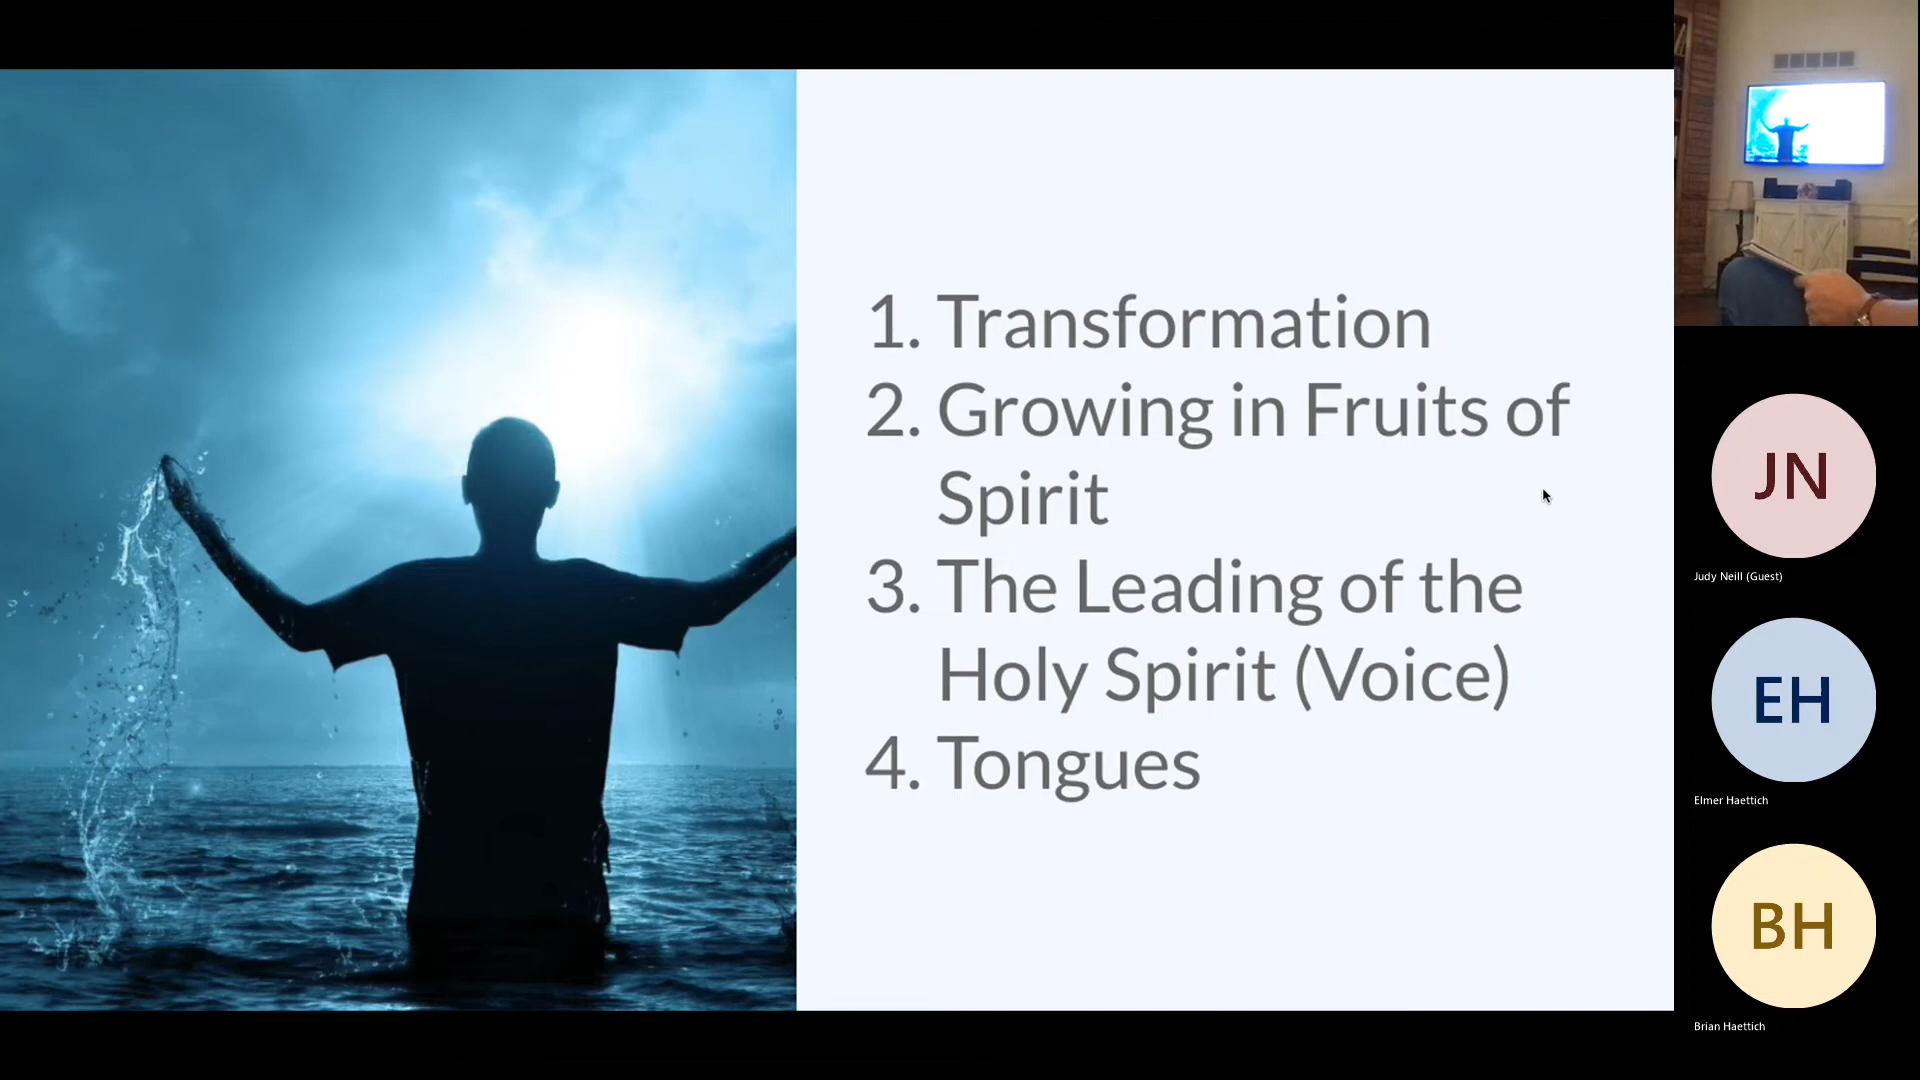 1. Transformation
2. Growing in Fruits of
Spirit
3. The Leading of the
Holy Spirit (Voice)
4. Tongues
JN
Judy Neill (Guest)
EH
Elmer Haettich
BH
Brian Haettich